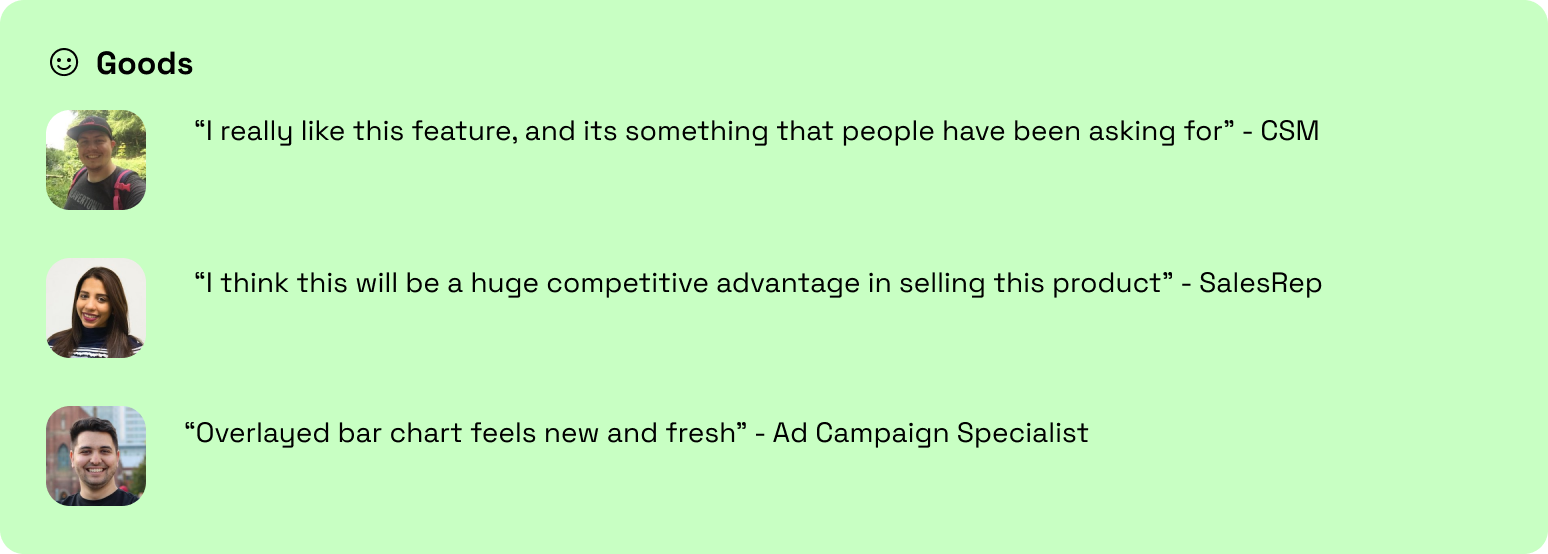 Goods
“I really like this feature, and its something that people have been asking for” - CSM
“I think this will be a huge competitive advantage in selling this product” - SalesRep
“Overlayed bar chart feels new and fresh” - Ad Campaign Specialist